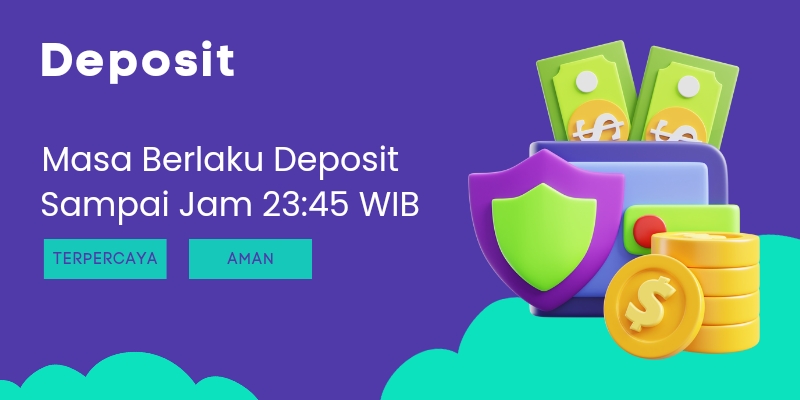 Deposit
Masa Berlaku Deposit
Sampai Jam 23:45 WIB
TERPERCAYA
AMAN